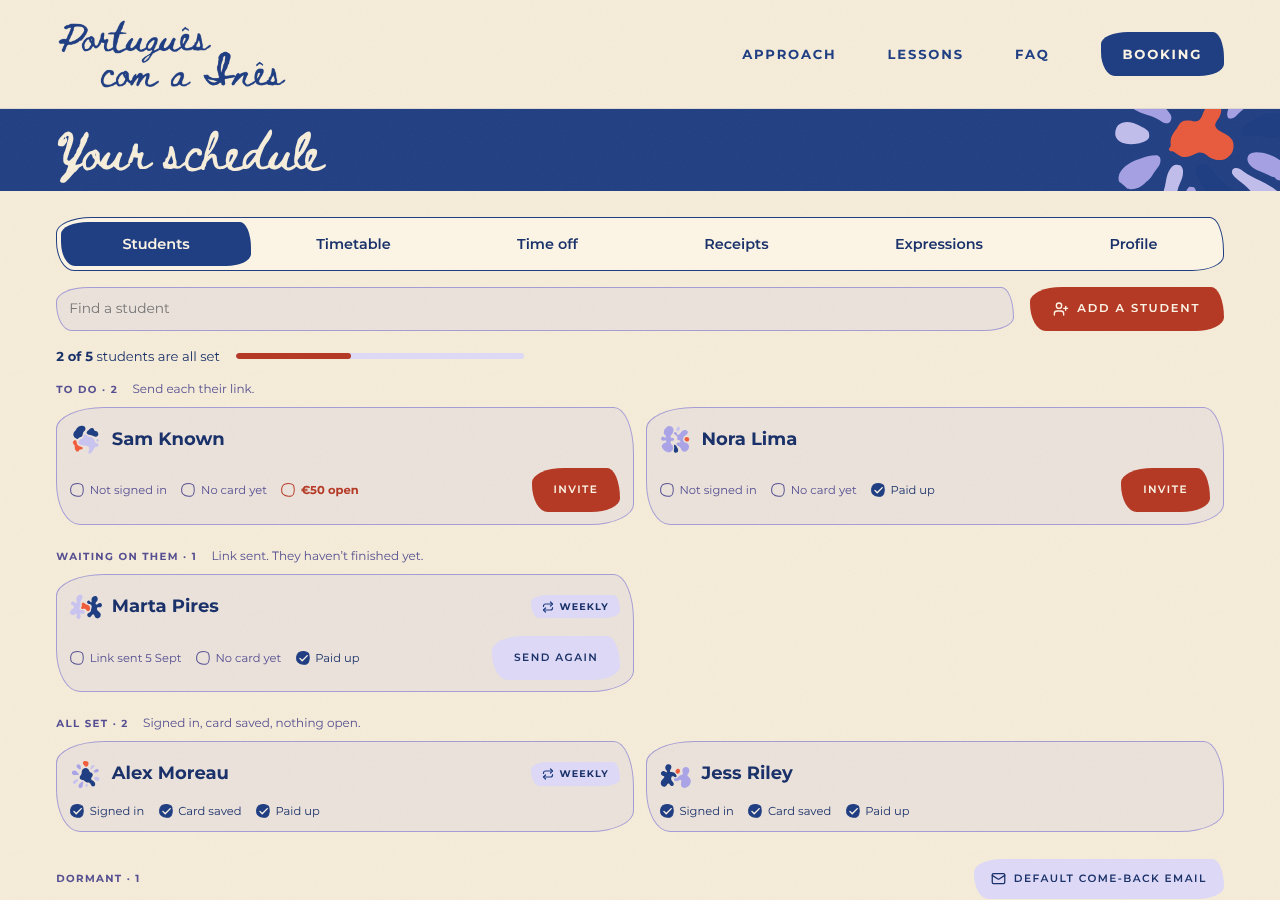 Português
com a Inês
APPROACH
LESSONS
FAQ
BOOKING
Your schedule
Students
Timetable
Time off
Receipts
Expressions
Profile
Find a student
ADD A STUDENT
2 of 5 students are all set
TO DO · 2 Send each their link.
Sam Known
Not signed in
No card yet
€50 open
INVITE
Nora Lima
Not signed in
No card yet
Paid up
INVITE
WAITING ON THEM · 1 Link sent. They haven’t finished yet.
Marta Pires
WEEKLY
Link sent 5 Sept
No card yet
Paid up
SEND AGAIN
ALL SET · 2 Signed in, card saved, nothing open.
Alex Moreau
WEEKLY
Signed in
Card saved
Paid up
Jess Riley
Signed in
Card saved
Paid up
DORMANT · 1
DEFAULT COME-BACK EMAIL